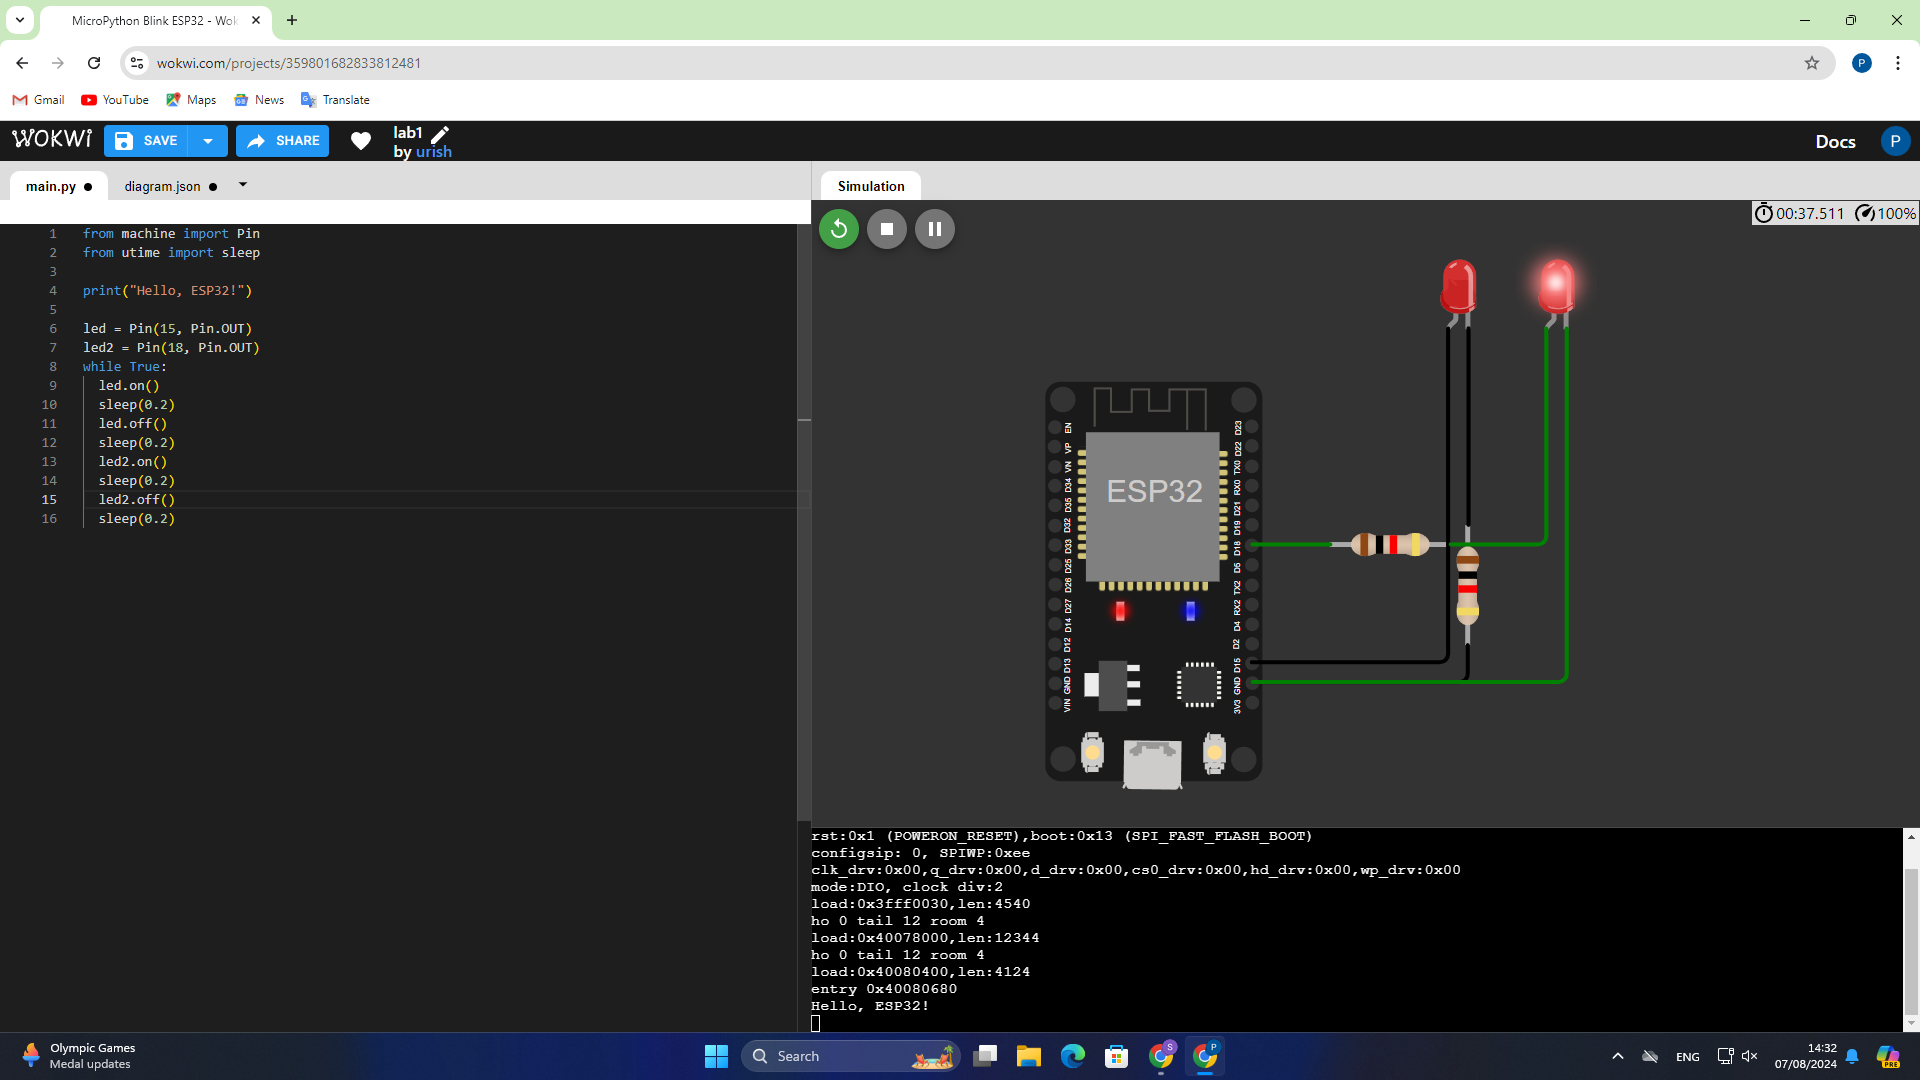 MicroPython Blink ESP32 - Wok
wokwi.com/projects/359801682833812481
P
Gmail
YouTube
Maps
News
Translate
WOKWi
SAVE
SHARE
lab1
by urish
Docs
P
main.py
diagram.json
Simulation
00:37.511
100%
1 from machine import Pin
2 from utime import sleep
3
4 print("Hello, ESP32!")
5
6 led = Pin(15, Pin.OUT)
7 led2 = Pin(18, Pin.OUT)
8 while True:
9 led.on()
10 sleep(0.2)
11 led.off()
12 sleep(0.2)
13 led2.on()
14 sleep(0.2)
15 led2.off()
16 sleep(0.2)
EN
VP
VN
D34
D35
D32
D33
D25
D26
D27
D14
D12
D13
GND
VIN
ESP32
D23
D22
TX0
RX0
D21
D19
D18
D5
TX2
RX2
D4
D2
D15
GND
3V3
rst:0x1 (POWERON_RESET),boot:0x13 (SPI_FAST_FLASH_BOOT)
configsip: 0, SPIWP:0xee
clk_drv:0x00,q_drv:0x00,d_drv:0x00,cs0_drv:0x00,hd_drv:0x00,wp_drv:0x00
mode:DIO, clock div:2
load:0x3fff0030,len:4540
ho 0 tail 12 room 4
load:0x40078000,len:12344
ho 0 tail 12 room 4
load:0x40080400,len:4124
entry 0x40080680
Hello, ESP32!
Olympic Games
Medal updates
Search
S
P
ENG
14:32
07/08/2024
PRE